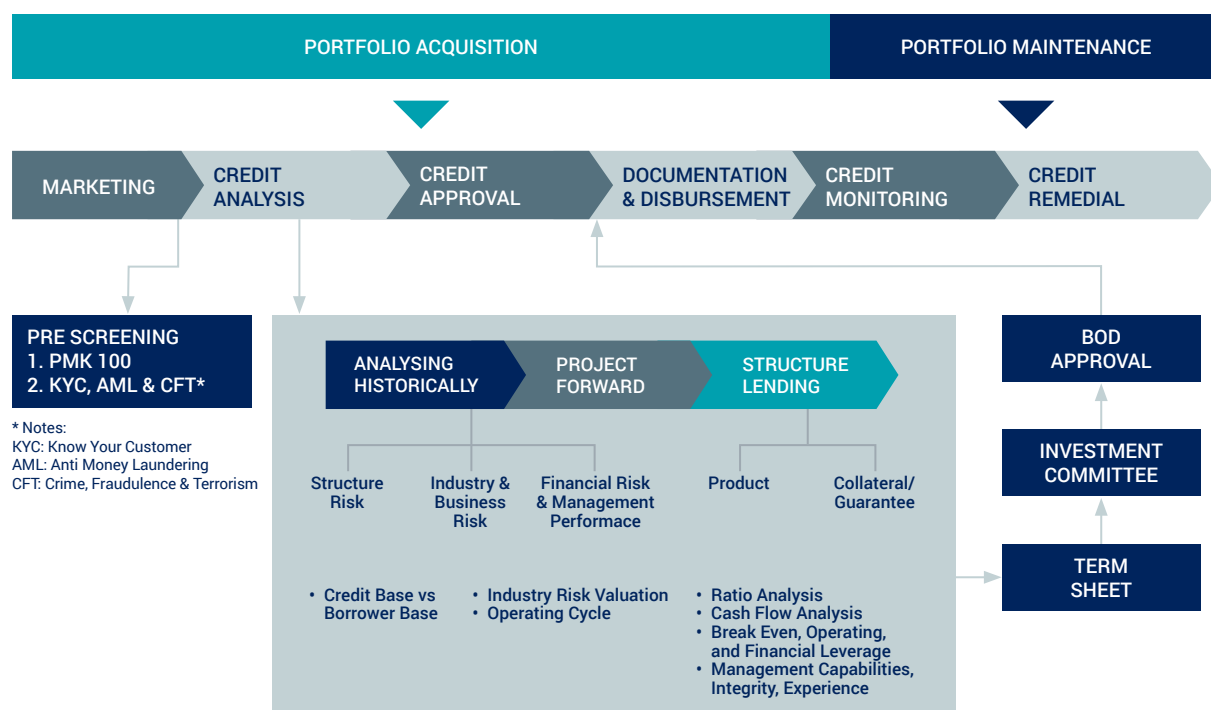 PORTFOLIO ACQUISITION
PORTFOLIO MAINTENANCE
MARKETING
CREDIT
ANALYSIS
CREDIT
APPROVAL
DOCUMENTATION
& DISBURSEMENT
CREDIT
MONITORING
CREDIT
REMEDIAL
PRE SCREENING
1. PMK 100
2. KYC, AML & CFT*
* Notes:
KYC: Know Your Customer
AML: Anti Money Laundering
CFT: Crime, Fraudulence & Terrorism
ANALYSING
HISTORICALLY
PROJECT
FORWARD
STRUCTURE
LENDING
Structure
Risk
Industry &
Business
Risk
Financial Risk
& Management
Performace
Product
Collateral/
Guarantee
• Credit Base vs
Borrower Base
• Industry Risk Valuation
• Operating Cycle
• Ratio Analysis
• Cash Flow Analysis
• Break Even, Operating,
and Financial Leverage
• Management Capabilities,
Integrity, Experience
BOD
APPROVAL
INVESTMENT
COMMITTEE
TERM
SHEET